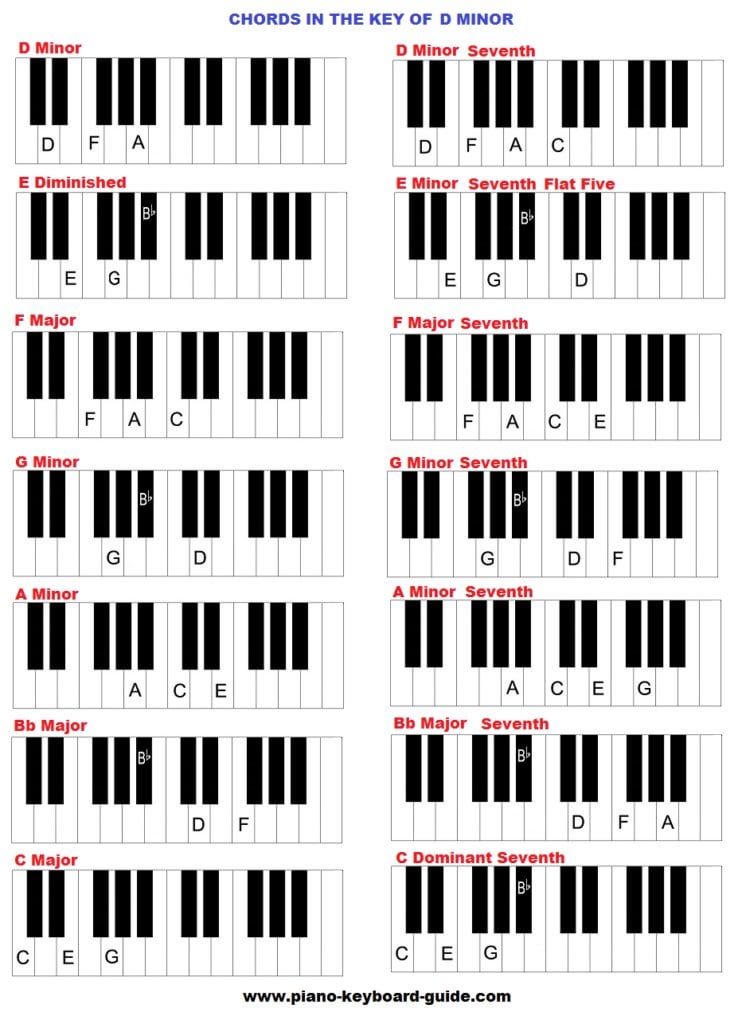 CHORDS IN THE KEY OF D MINOR
D Minor
D F A
D Minor Seventh
D F A C
E Diminished
B♭
E G
E Minor Seventh Flat Five
B♭
E G D
F Major
F A C
F Major Seventh
F A C E
G Minor
B♭
G D
G Minor Seventh
B♭
G D F
A Minor
A C E
A Minor Seventh
A C E G
Bb Major
B♭
D F
Bb Major Seventh
B♭
D F A
C Major
C E G
C Dominant Seventh
B♭
C E G
www.piano-keyboard-guide.com